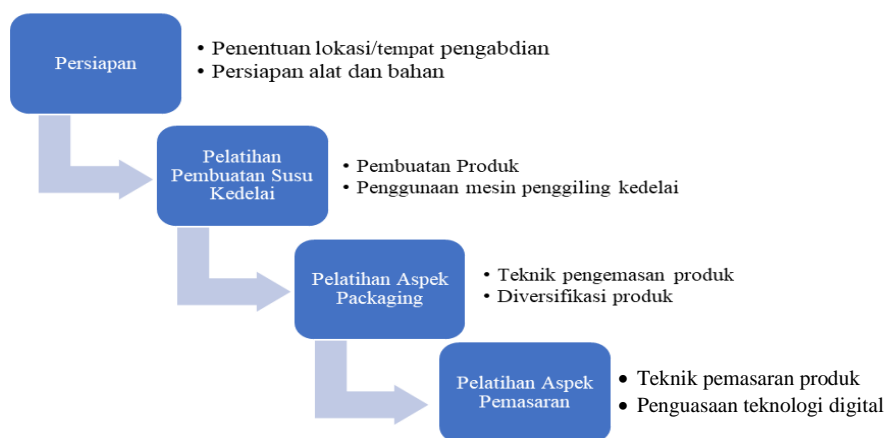 Persiapan
• Penentuan lokasi/tempat pengabdian
• Persiapan alat dan bahan
Pelatihan
Pembuatan Susu
Kedelai
• Pembuatan Produk
• Penggunaan mesin penggiling kedelai
Pelatihan Aspek
Packaging
• Teknik pengemasan produk
• Diversifikasi produk
Pelatihan Aspek
Pemasaran
• Teknik pemasaran produk
• Penguasaan teknologi digital